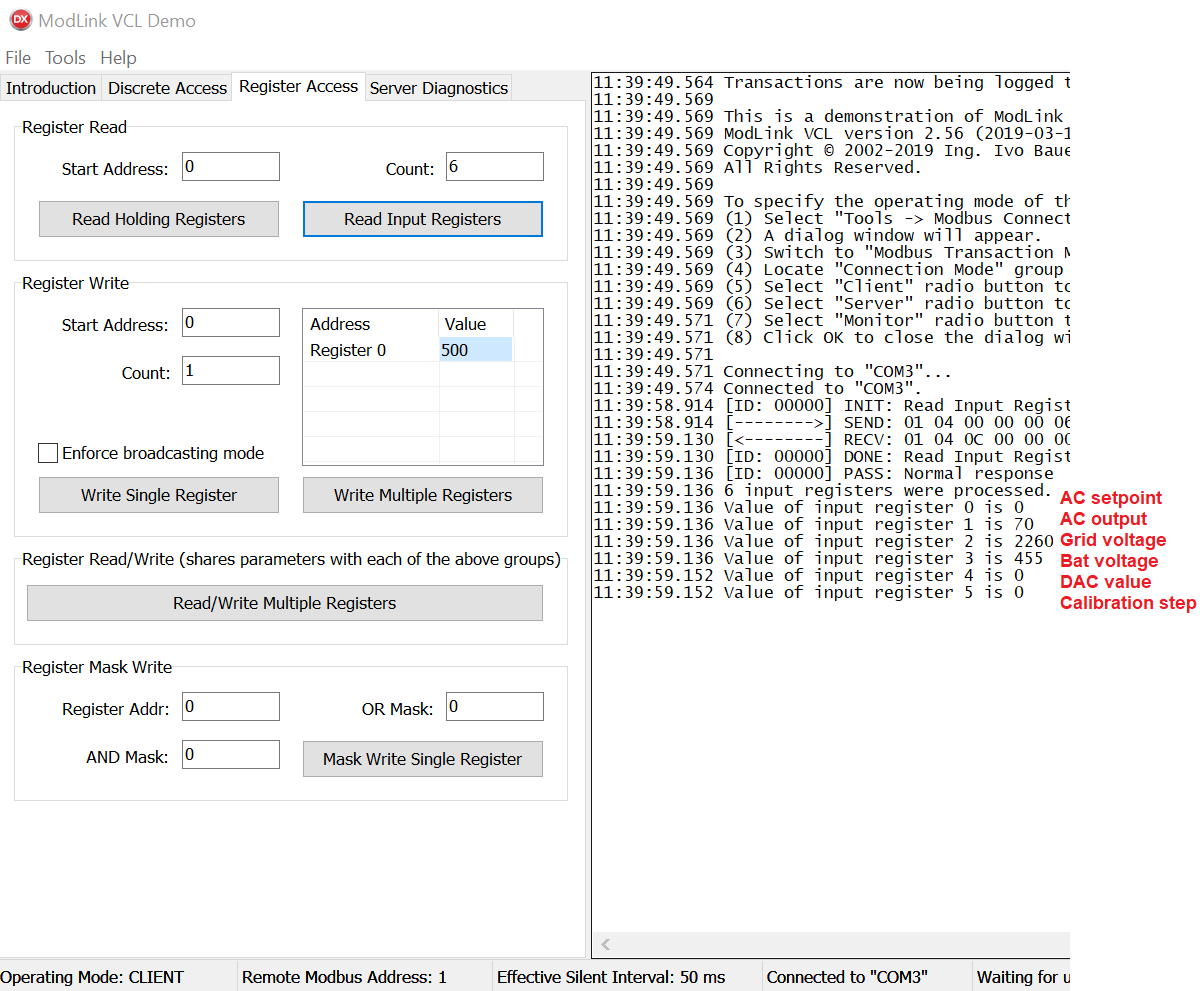 DX ModLink VCL Demo
File Tools Help
Introduction Discrete Access Register Access Server Diagnostics
Register Read
Start Address: 0 Count: 6
Read Holding Registers Read Input Registers
Register Write
Start Address: 0
Count: 1
Address Value
Register 0 500
Enforce broadcasting mode
Write Single Register Write Multiple Registers
Register Read/Write (shares parameters with each of the above groups)
Read/Write Multiple Registers
Register Mask Write
Register Addr: 0 OR Mask: 0
AND Mask: 0 Mask Write Single Register
11:39:49.564 Transactions are now being logged t
11:39:49.569
11:39:49.569 This is a demonstration of ModLink
11:39:49.569 ModLink VCL version 2.56 (2019-03-1
11:39:49.569 Copyright © 2002-2019 Ing. Ivo Baue
11:39:49.569 All Rights Reserved.
11:39:49.569
11:39:49.569 To specify the operating mode of th
11:39:49.569 (1) Select "Tools -> Modbus Connect
11:39:49.569 (2) A dialog window will appear.
11:39:49.569 (3) Switch to "Modbus Transaction M
11:39:49.569 (4) Locate "Connection Mode" group
11:39:49.569 (5) Select "Client" radio button to
11:39:49.569 (6) Select "Server" radio button to
11:39:49.571 (7) Select "Monitor" radio button t
11:39:49.571 (8) Click OK to close the dialog wi
11:39:49.571
11:39:49.571 Connecting to "COM3"...
11:39:49.574 Connected to "COM3".
11:39:58.914 [ID: 00000] INIT: Read Input Regist
11:39:58.914 [-------->] SEND: 01 04 00 00 00 06
11:39:59.130 [<--------] RECV: 01 04 0C 00 00 00
11:39:59.130 [ID: 00000] DONE: Read Input Regist
11:39:59.136 [ID: 00000] PASS: Normal response
11:39:59.136 6 input registers were processed.
11:39:59.136 Value of input register 0 is 0 AC setpoint
11:39:59.136 Value of input register 1 is 70 AC output
11:39:59.136 Value of input register 2 is 2260 Grid voltage
11:39:59.136 Value of input register 3 is 455 Bat voltage
11:39:59.152 Value of input register 4 is 0 DAC value
11:39:59.152 Value of input register 5 is 0 Calibration step
Operating Mode: CLIENT Remote Modbus Address: 1 Effective Silent Interval: 50 ms Connected to "COM3" Waiting for u